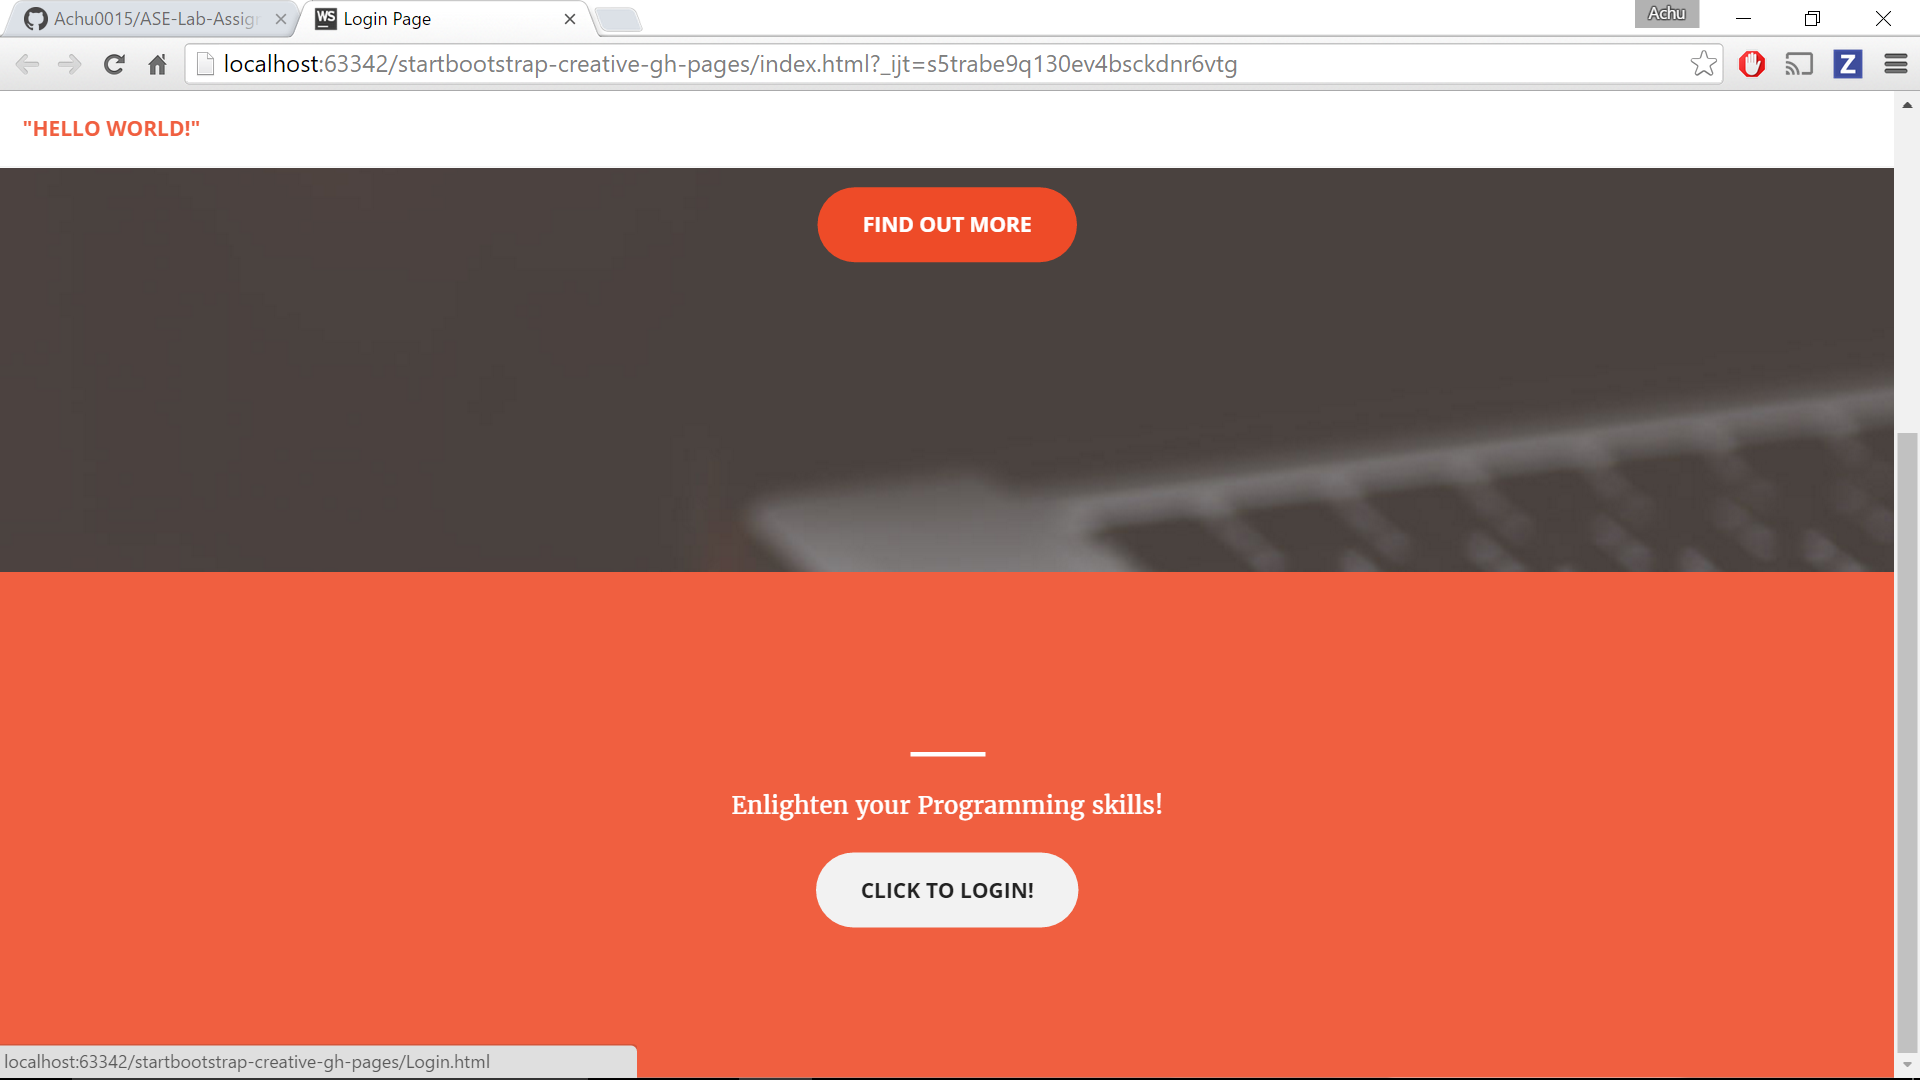 Achu0015/ASE-Lab-Assig
WS Login Page
Achu
localhost:63342/startbootstrap-creative-gh-pages/index.html?_ijt=s5trabe9q130ev4bsckdnr6vtg
Z
"HELLO WORLD!"
FIND OUT MORE
Enlighten your Programming skills!
CLICK TO LOGIN!
localhost:63342/startbootstrap-creative-gh-pages/Login.html